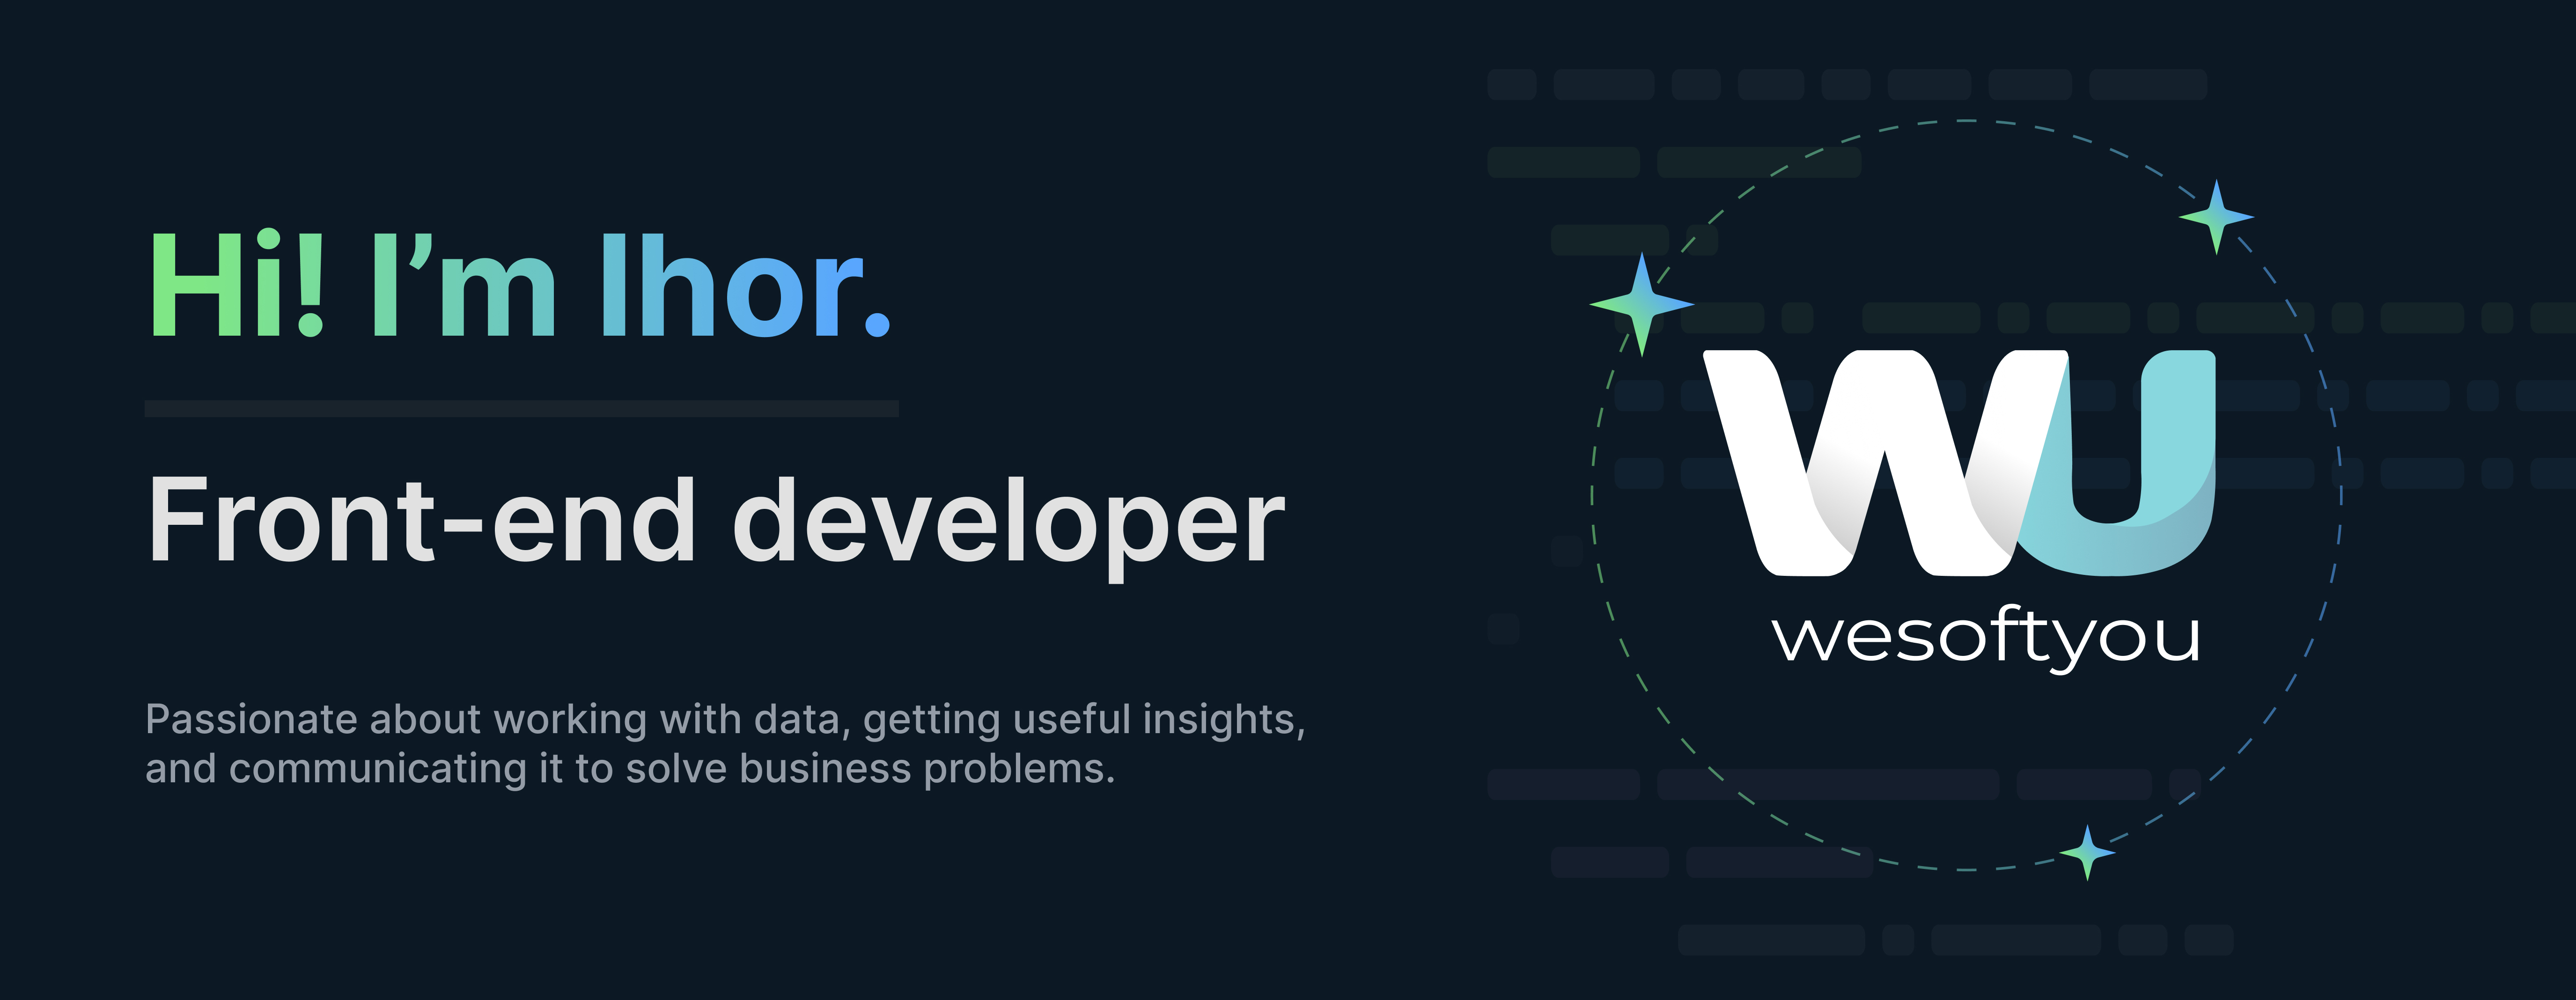 Hi! I’m Ihor.
Front-end developer
Passionate about working with data, getting useful insights,
and communicating it to solve business problems.
WU
wesoftyou